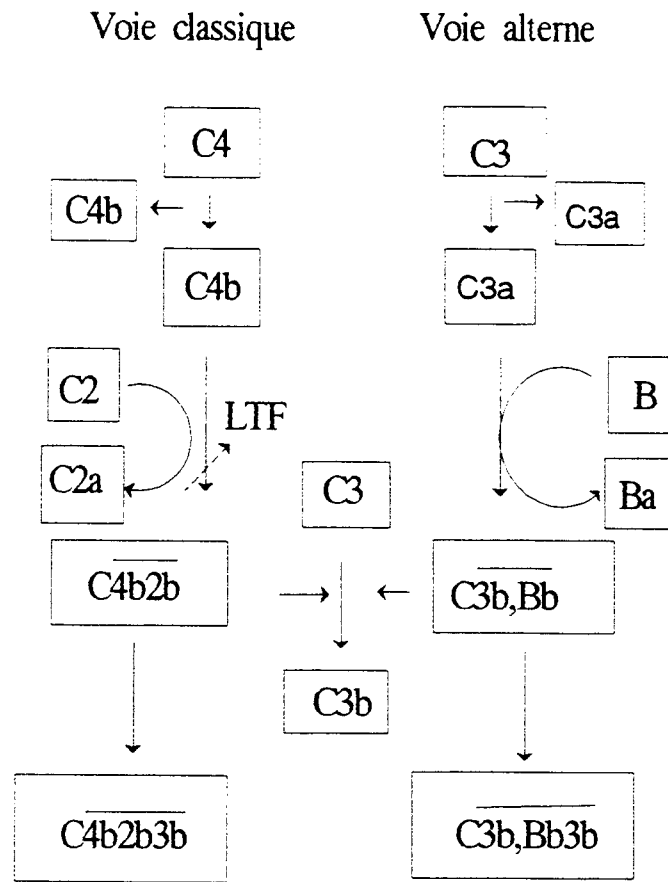 Voie classique
Voie alterne
C4
C3
C4b
C3a
C4b
C3a
C2
B
LTF
C2a
C3
Ba
C4b2b
C3b,Bb
C3b
C4b2b3b
C3b,Bb3b